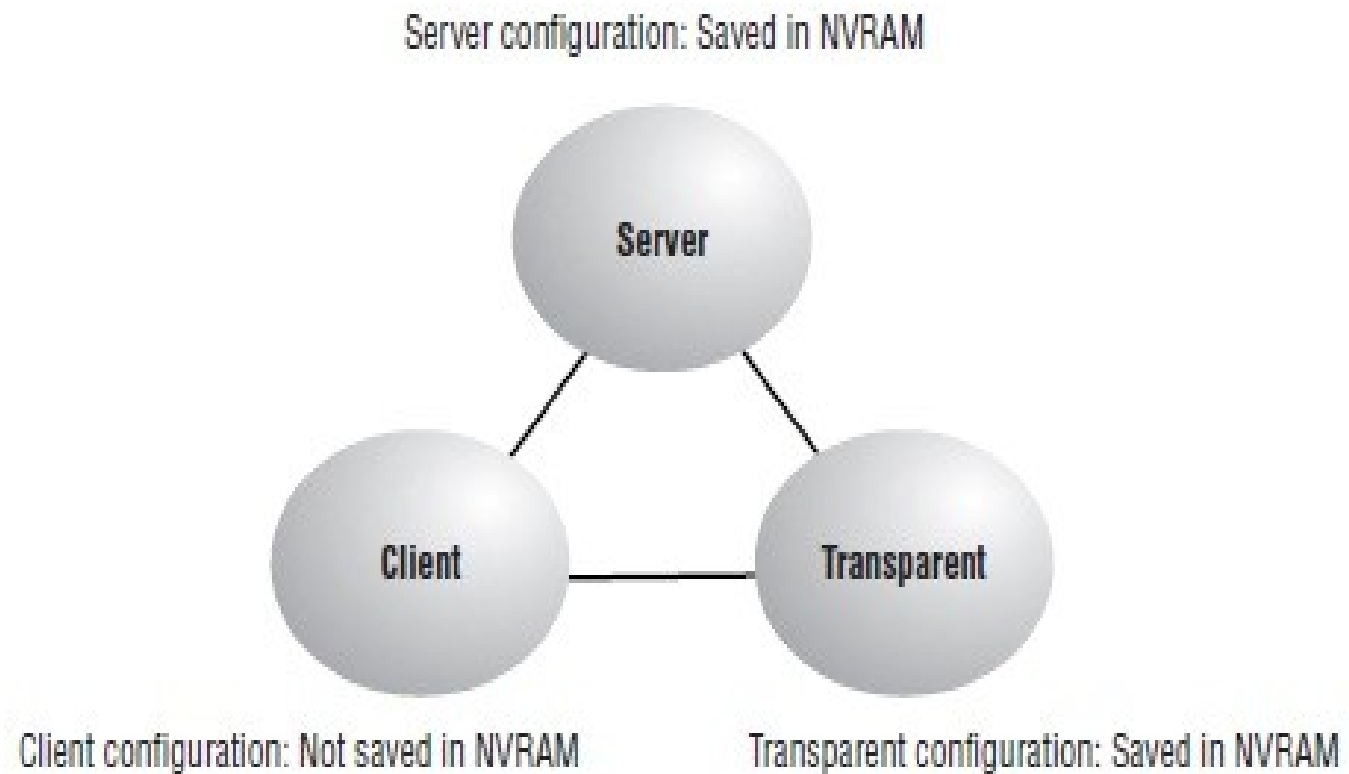 Server configuration: Saved in NVRAM
Server
Client
Transparent
Client configuration: Not saved in NVRAM
Transparent configuration: Saved in NVRAM